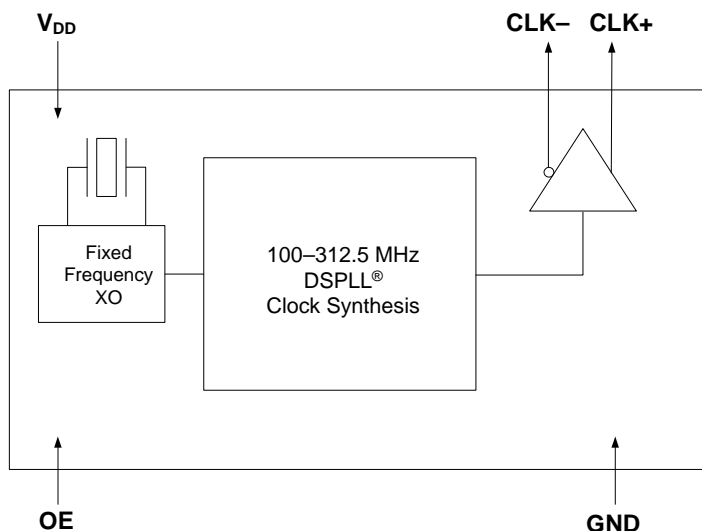 VDD
CLK– CLK+
Fixed
Frequency
XO
100–312.5 MHz
DSPLL®
Clock Synthesis
OE
GND